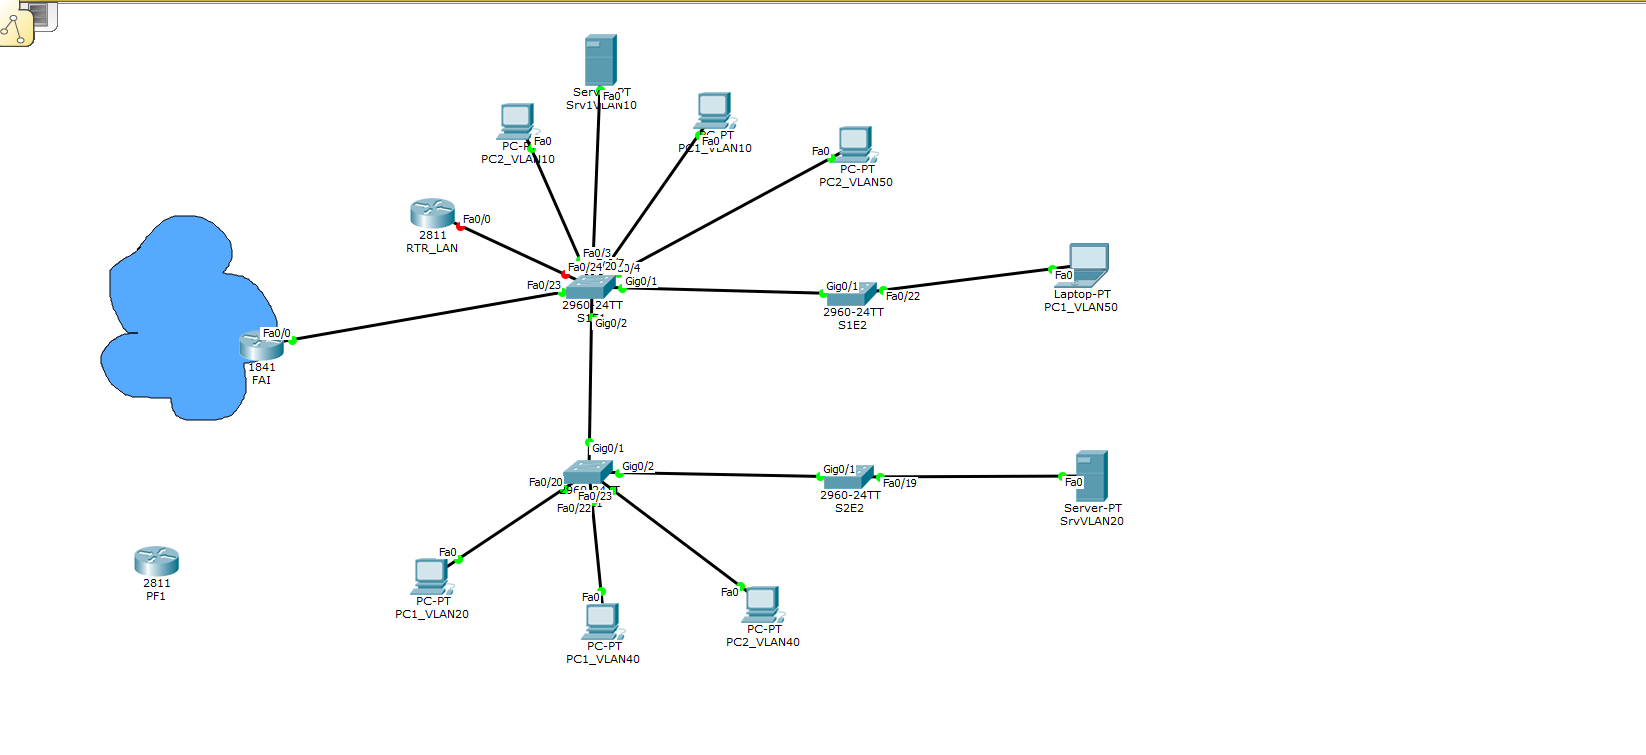 Fa0
Srv1VLAN10
Fa0
PC2_VLAN10
Fa0
PC1_VLAN10
Fa0
PC-PT
PC2_VLAN50
Fa0/0
2811
RTR_LAN
Fa0/3
Fa0/24
Gig0/1
Fa0/23
2960-24TT
Gig0/2
Gig0/1
Fa0/22
2960-24TT
S1E2
Fa0
Laptop-PT
PC1_VLAN50
Fa0/0
1841
FAI
Gig0/1
Gig0/2
Fa0/20
Fa0/23
Fa0/22
Gig0/1
Fa0/19
2960-24TT
S2E2
Fa0
Server-PT
SrvVLAN20
2811
PF1
Fa0
PC-PT
PC1_VLAN20
Fa0
PC-PT
PC1_VLAN40
Fa0
PC-PT
PC2_VLAN40